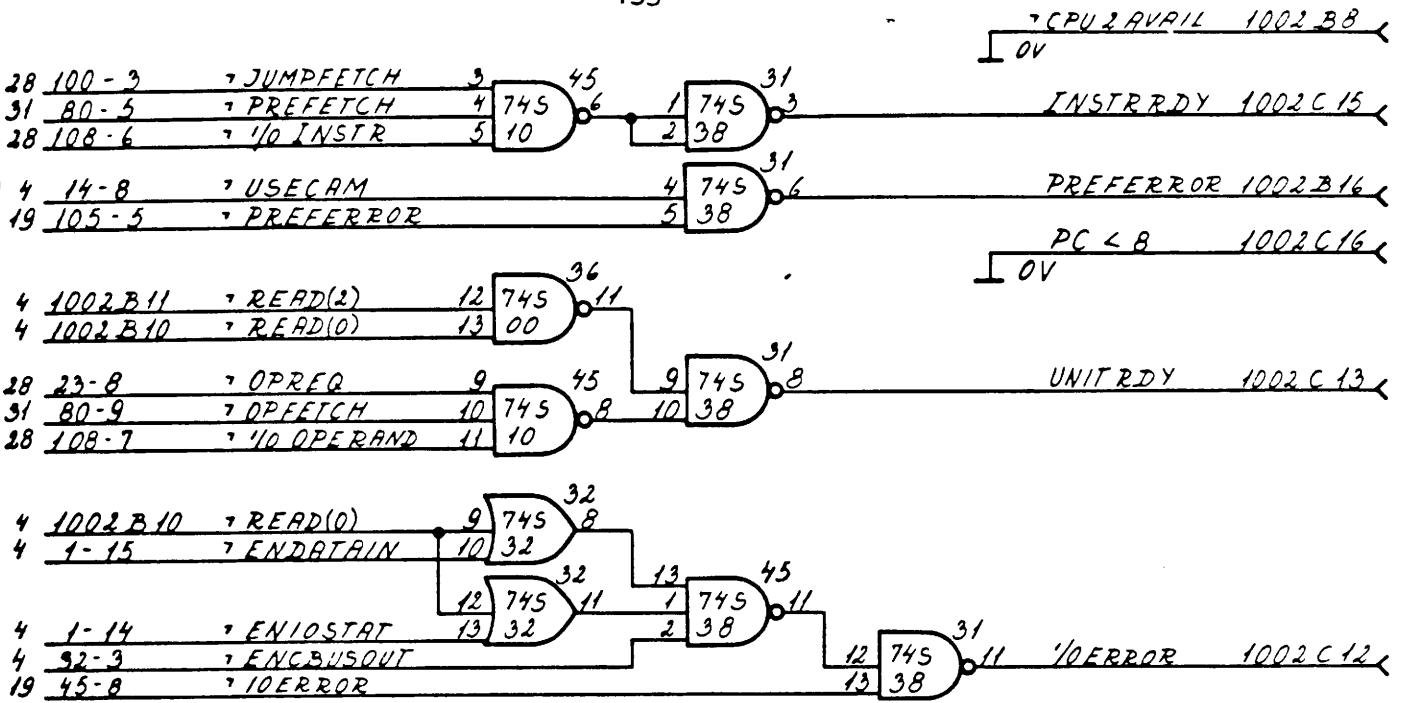 ¬CPU2AVAIL 1002B8
0V
28 100-3 ¬JUMPFETCH 3 45 31
31 80-5 ¬PREFETCH 4 74S 6 1 74S 3 INSTRRDY 1002C15
28 108-6 ¬I/O INSTR 5 10 2 38
31
4 14-8 ¬USECAM 4 74S 6 PREFERROR 1002B16
19 105-5 ¬PREFERROR 5 38
PC < 8 1002C16
0V
36
4 1002B11 ¬READ(2) 12 74S 11
4 1002B10 ¬READ(0) 13 00
31
28 23-8 ¬OPREQ 9 45 9 74S 8 UNITRDY 1002C13
31 80-9 ¬OPFETCH 10 74S 8 10 38
28 108-7 ¬I/O OPERAND 11 10
32
4 1002B10 ¬READ(0) 9 74S 8
4 1-15 ¬ENDATAIN 10 32
32 13 45
12 74S 11 1 74S 11
4 1-14 ¬ENIOSTAT 13 32 2 38 31
4 32-3 ¬ENCBUSOUT 12 74S 11 I/OERROR 1002C12
19 45-8 ¬IOERROR 13 38